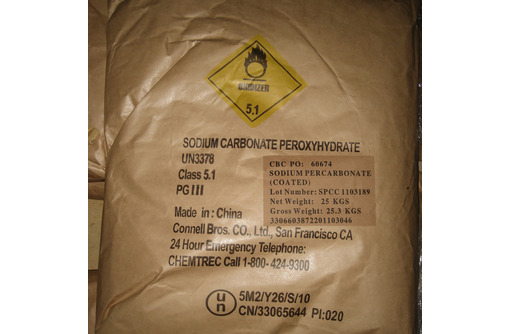 OXIDIZER
5.1
SODIUM CARBONATE PEROXYHYDRATE
UN3378
Class 5.1
PG III
CBC PO: 60674
SODIUM PERCARBONATE
(COATED)
Lot Number: SPCC 1103189
Net Weight: 25 KGS
Gross Weight: 25.3 KGS
3306603872201103046
Made in : China
Connell Bros. CO., Ltd., San Francisco CA
24 Hour Emergency Telephone:
CHEMTREC Call 1-800- 424-9300
un
5M2/Y26/S/10
CN/33065644 PI:020